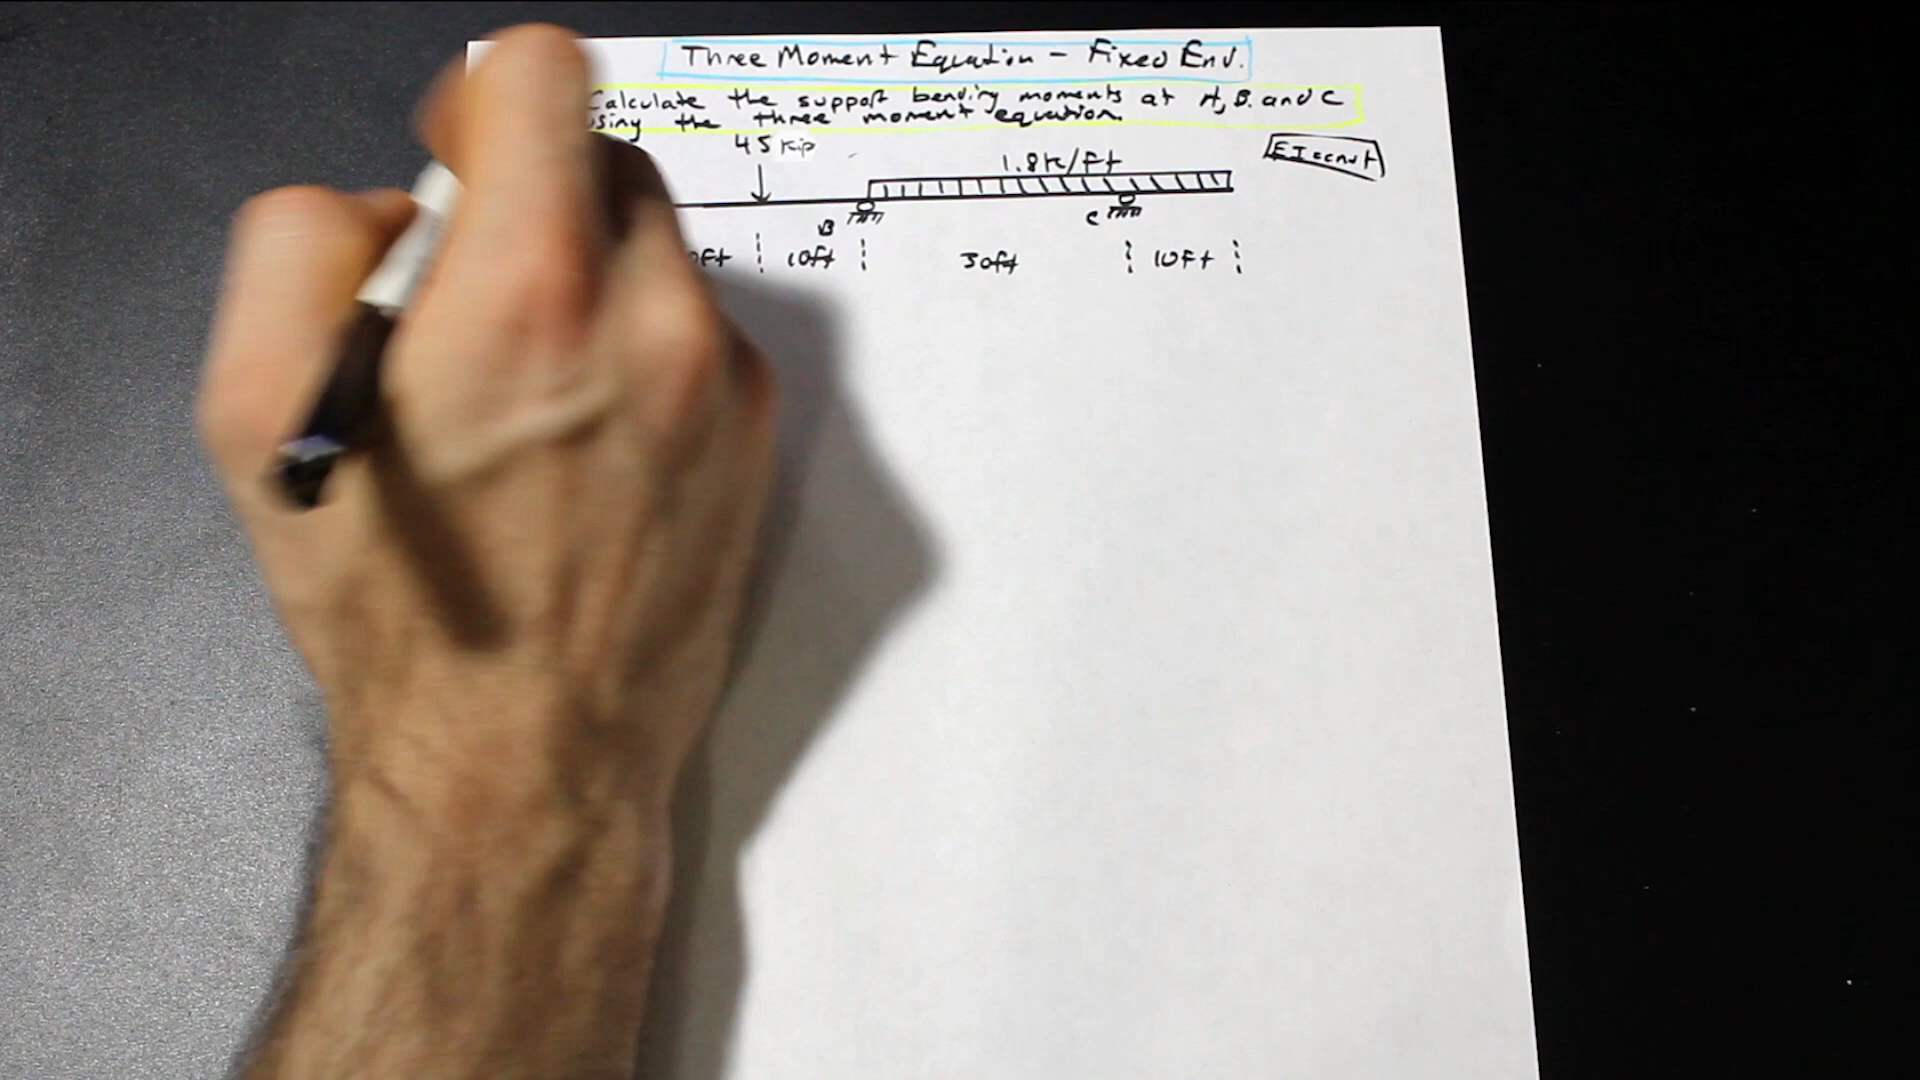 Three Moment Equation - Fixed End.
Calculate the support bending moments at A, B. and C
using the three moment equation.
45 kip
1.8k/ft
EI
B
C
10ft
30ft
10ft